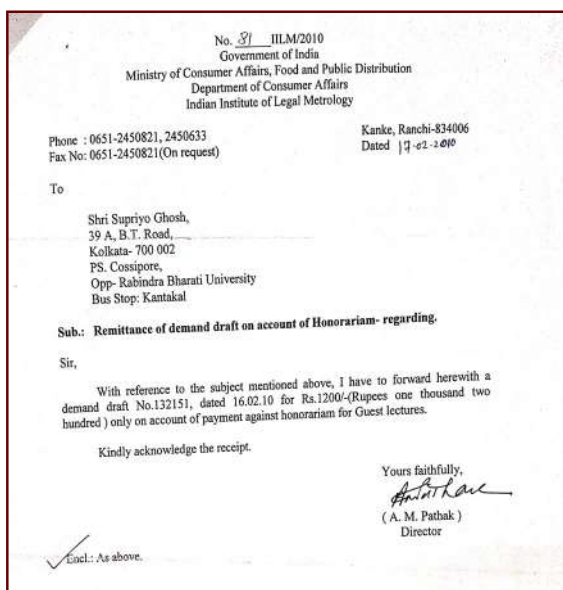 No. 81 IILM/2010
Government of India
Ministry of Consumer Affairs, Food and Public Distribution
Department of Consumer Affairs
Indian Institute of Legal Metrology
Phone : 0651-2450821, 2450633
Fax No: 0651-2450821(On request)
Kanke, Ranchi-834006
Dated 17-02-2010
To
Shri Supriyo Ghosh,
39 A, B.T. Road,
Kolkata- 700 002
PS. Cossipore,
Opp- Rabindra Bharati University
Bus Stop: Kantakal
Sub.: Remittance of demand draft on account of Honorariam- regarding.
Sir,
With reference to the subject mentioned above, I have to forward herewith a
demand draft No.132151, dated 16.02.10 for Rs.1200/-(Rupees one thousand two
hundred ) only on account of payment against honorariam for Guest lectures.
Kindly acknowledge the receipt.
Yours faithfully,
( A. M. Pathak )
Director
Encl.: As above.